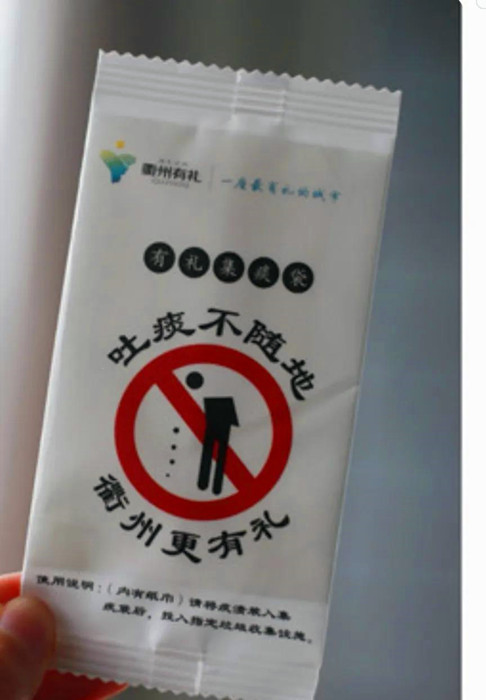 衢州有礼
一座最有礼的城市
有礼集痰袋
吐痰不随地
衢州更有礼
使用说明：（内有纸巾）请将痰渍装入集
痰袋后，投入指定垃圾收集设施。